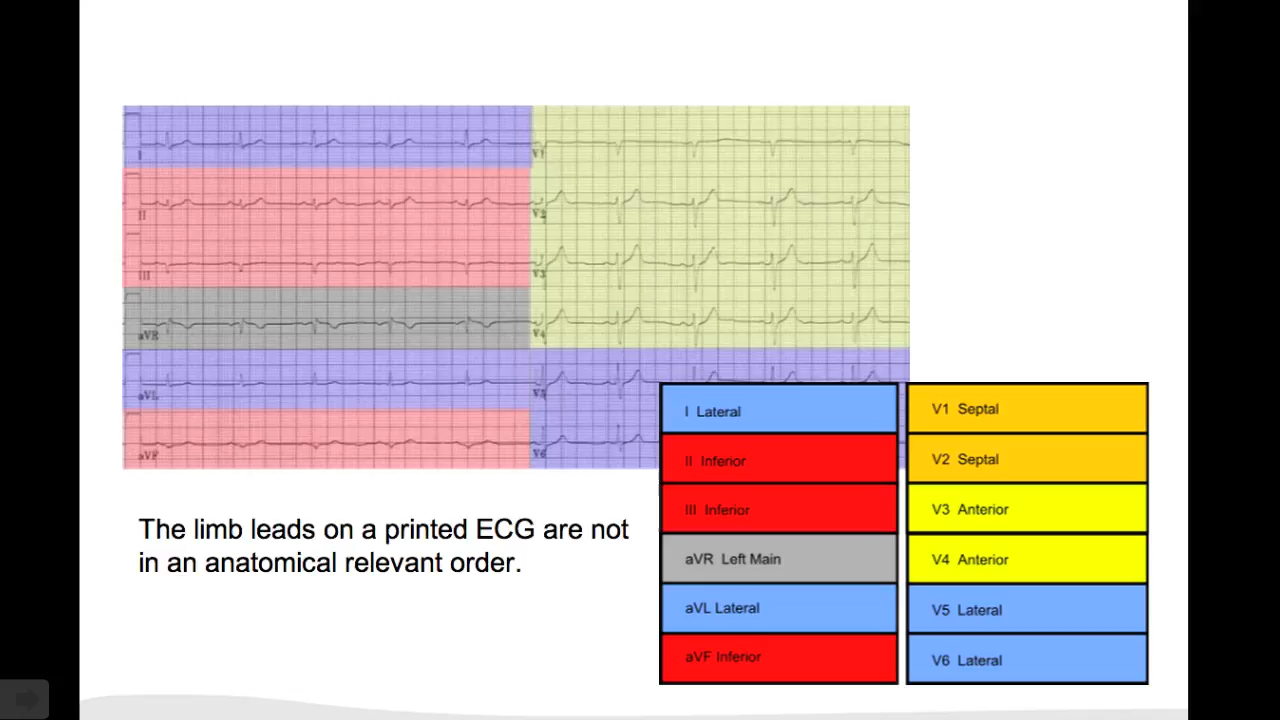 I
II
III
aVR
aVL
aVF
V1
V2
V3
V4
V5
V6
The limb leads on a printed ECG are not
in an anatomical relevant order.
I Lateral
II Inferior
III Inferior
aVR Left Main
aVL Lateral
aVF Inferior
V1 Septal
V2 Septal
V3 Anterior
V4 Anterior
V5 Lateral
V6 Lateral